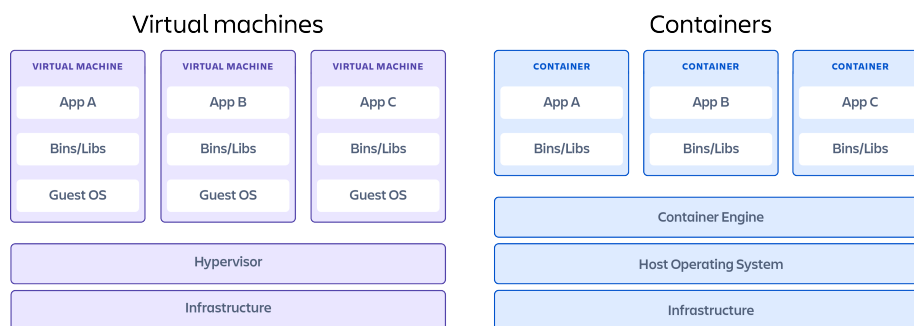 Virtual machines
VIRTUAL MACHINE
App A
Bins/Libs
Guest OS
VIRTUAL MACHINE
App B
Bins/Libs
Guest OS
VIRTUAL MACHINE
App C
Bins/Libs
Guest OS
Hypervisor
Infrastructure
Containers
CONTAINER
App A
Bins/Libs
CONTAINER
App B
Bins/Libs
CONTAINER
App C
Bins/Libs
Container Engine
Host Operating System
Infrastructure